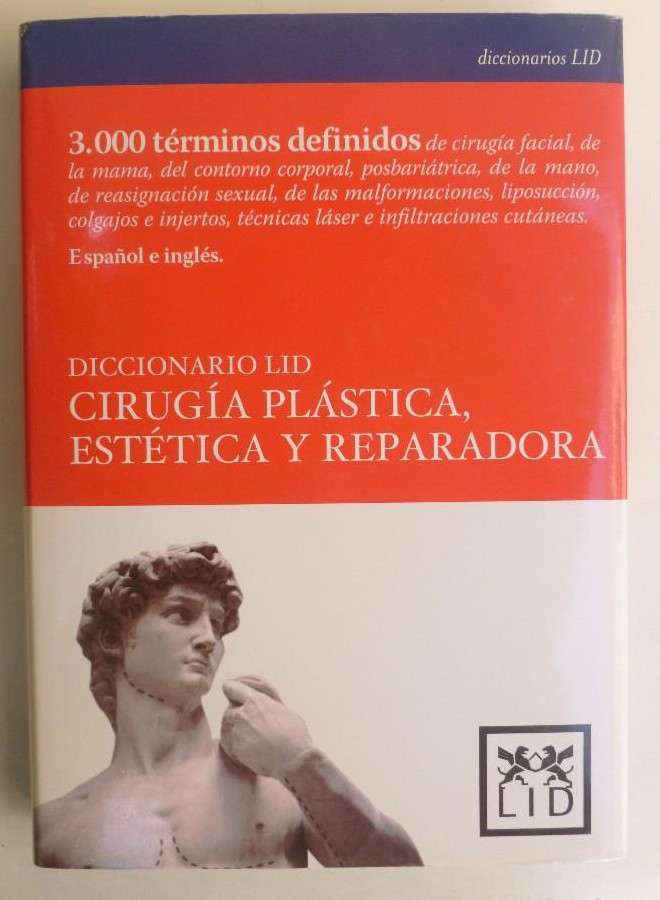 diccionarios LID
3.000 términos definidos de cirugía facial, de
la mama, del contorno corporal, posbariátrica, de la mano,
de reasignación sexual, de las malformaciones, liposucción,
colgajos e injertos, técnicas láser e infiltraciones cutáneas.
Español e inglés.
DICCIONARIO LID
CIRUGÍA PLÁSTICA,
ESTÉTICA Y REPARADORA
LID